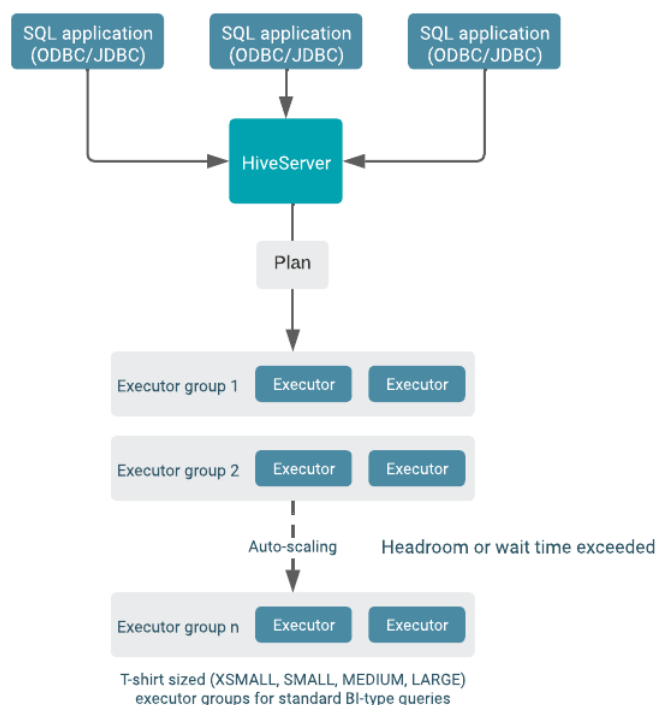 SQL application
(ODBC/JDBC)
SQL application
(ODBC/JDBC)
SQL application
(ODBC/JDBC)
HiveServer
Plan
Executor group 1
Executor
Executor
Executor group 2
Executor
Executor
Auto-scaling
Headroom or wait time exceeded
Executor group n
Executor
Executor
T-shirt sized (XSMALL, SMALL, MEDIUM, LARGE)
executor groups for standard BI-type queries